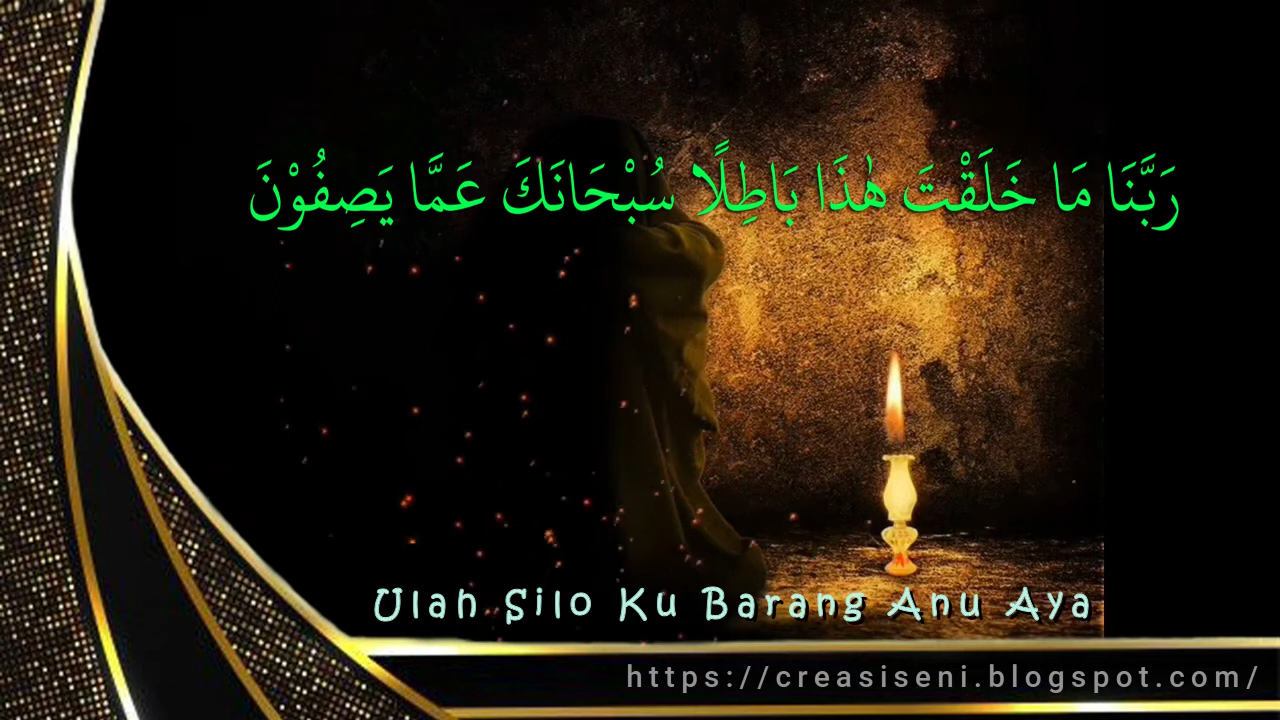 رَبَّنَا مَا خَلَقْتَ هٰذَا بَاطِلًا سُبْحَانَكَ عَمَّا يَصِفُوْنَ
Ulah Silo Ku Barang Anu Aya
https://creasiseni.blogspot.com/